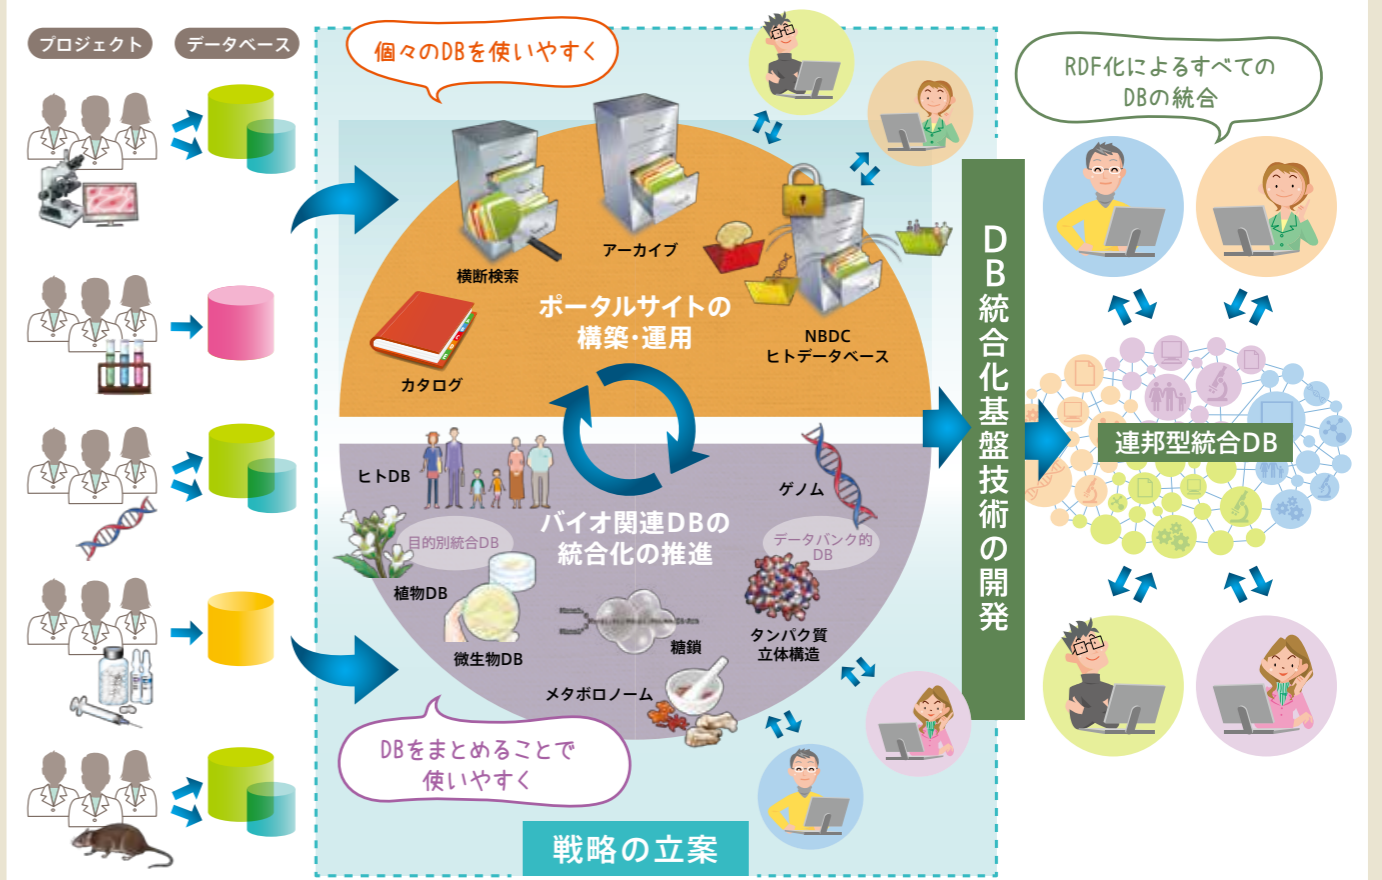 プロジェクト
データベース
個々のDBを使いやすく
RDF化によるすべての
DBの統合
横断検索
アーカイブ
カタログ
NBDC
ヒトデータベース
ポータルサイトの
構築・運用
DB統合化基盤技術の開発
連邦型統合DB
ヒトDB
ゲノム
バイオ関連DBの
統合化の推進
目的別統合DB
データバンク的
DB
植物DB
微生物DB
糖鎖
タンパク質
立体構造
メタボロノーム
DBをまとめることで
使いやすく
戦略の立案